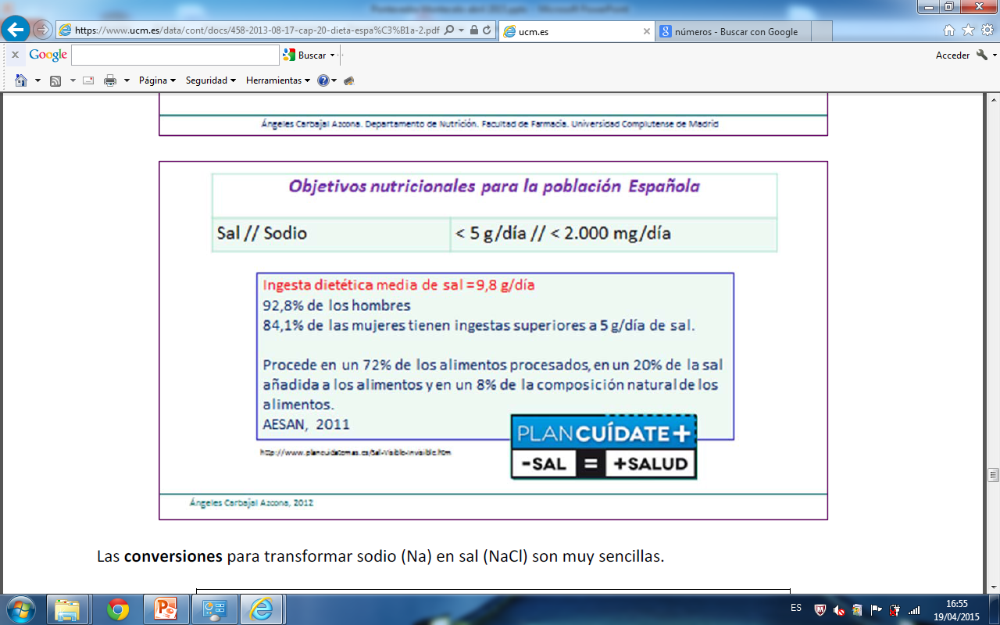 https://www.ucm.es/data/cont/docs/458-2013-08-17-cap-20-dieta-espa%C3%B1a-2.pdf
ucm.es
números - Buscar con Google
x Google Buscar
Acceder
Página Seguridad Herramientas
Ángeles Carbajal Azcona. Departamento de Nutrición. Facultad de Farmacia. Universidad Complutense de Madrid
Objetivos nutricionales para la población Española
Sal // Sodio < 5 g/día // < 2.000 mg/día
Ingesta dietética media de sal = 9,8 g/día
92,8% de los hombres
84,1% de las mujeres tienen ingestas superiores a 5 g/día de sal.
Procede en un 72% de los alimentos procesados, en un 20% de la sal
añadida a los alimentos y en un 8% de la composición natural de los
alimentos.
AESAN, 2011
PLAN CUÍDATE +
-SAL = +SALUD
http://www.plancuidatemas.es/Sal-Visible-Invisible.htm
Ángeles Carbajal Azcona, 2012
Las conversiones para transformar sodio (Na) en sal (NaCl) son muy sencillas.
ES
16:55
19/04/2015